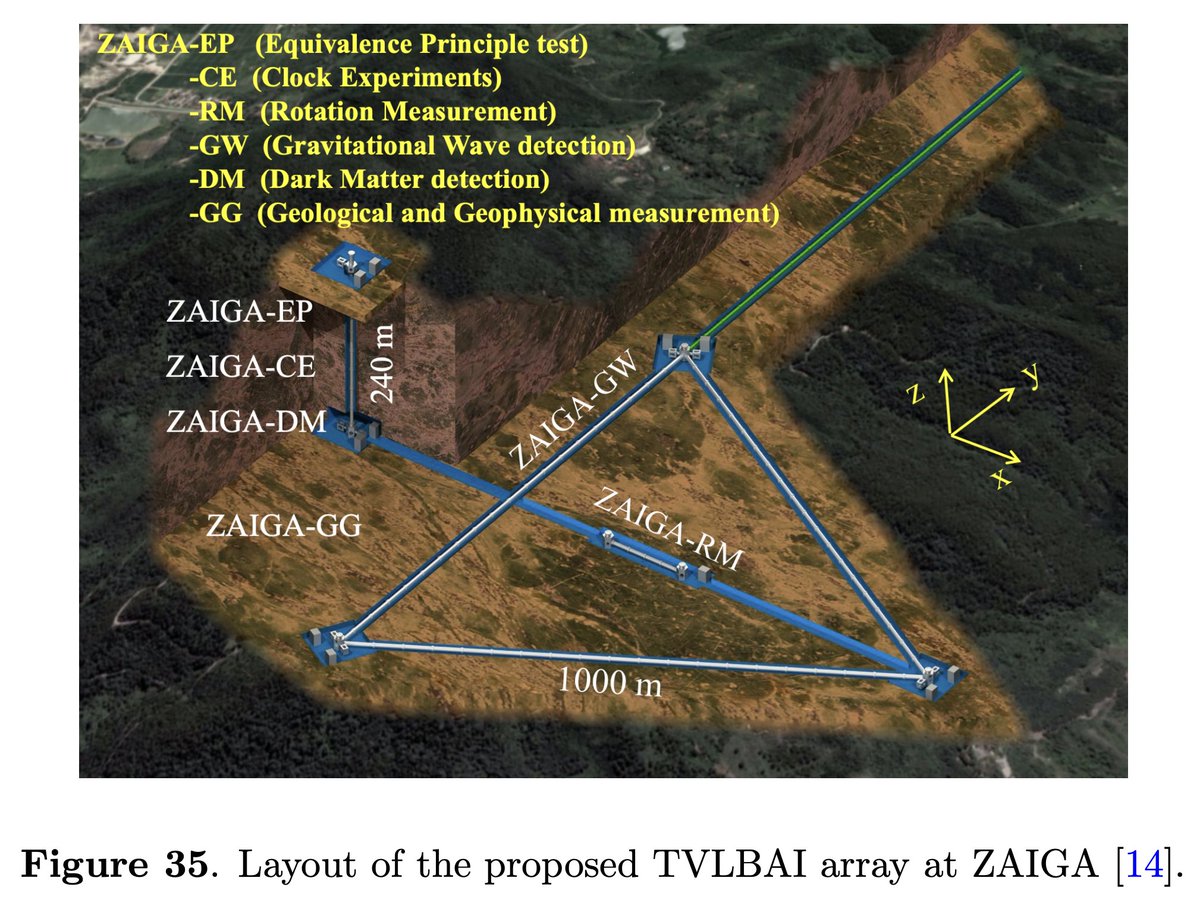 ZAIGA-EP (Equivalence Principle test)
-CE (Clock Experiments)
-RM (Rotation Measurement)
-GW (Gravitational Wave detection)
-DM (Dark Matter detection)
-GG (Geological and Geophysical measurement)
ZAIGA-EP
ZAIGA-CE
ZAIGA-DM
240 m
ZAIGA-GW
ZAIGA-RM
ZAIGA-GG
1000 m
z
y
x
Figure 35. Layout of the proposed TVLBAI array at ZAIGA [14].